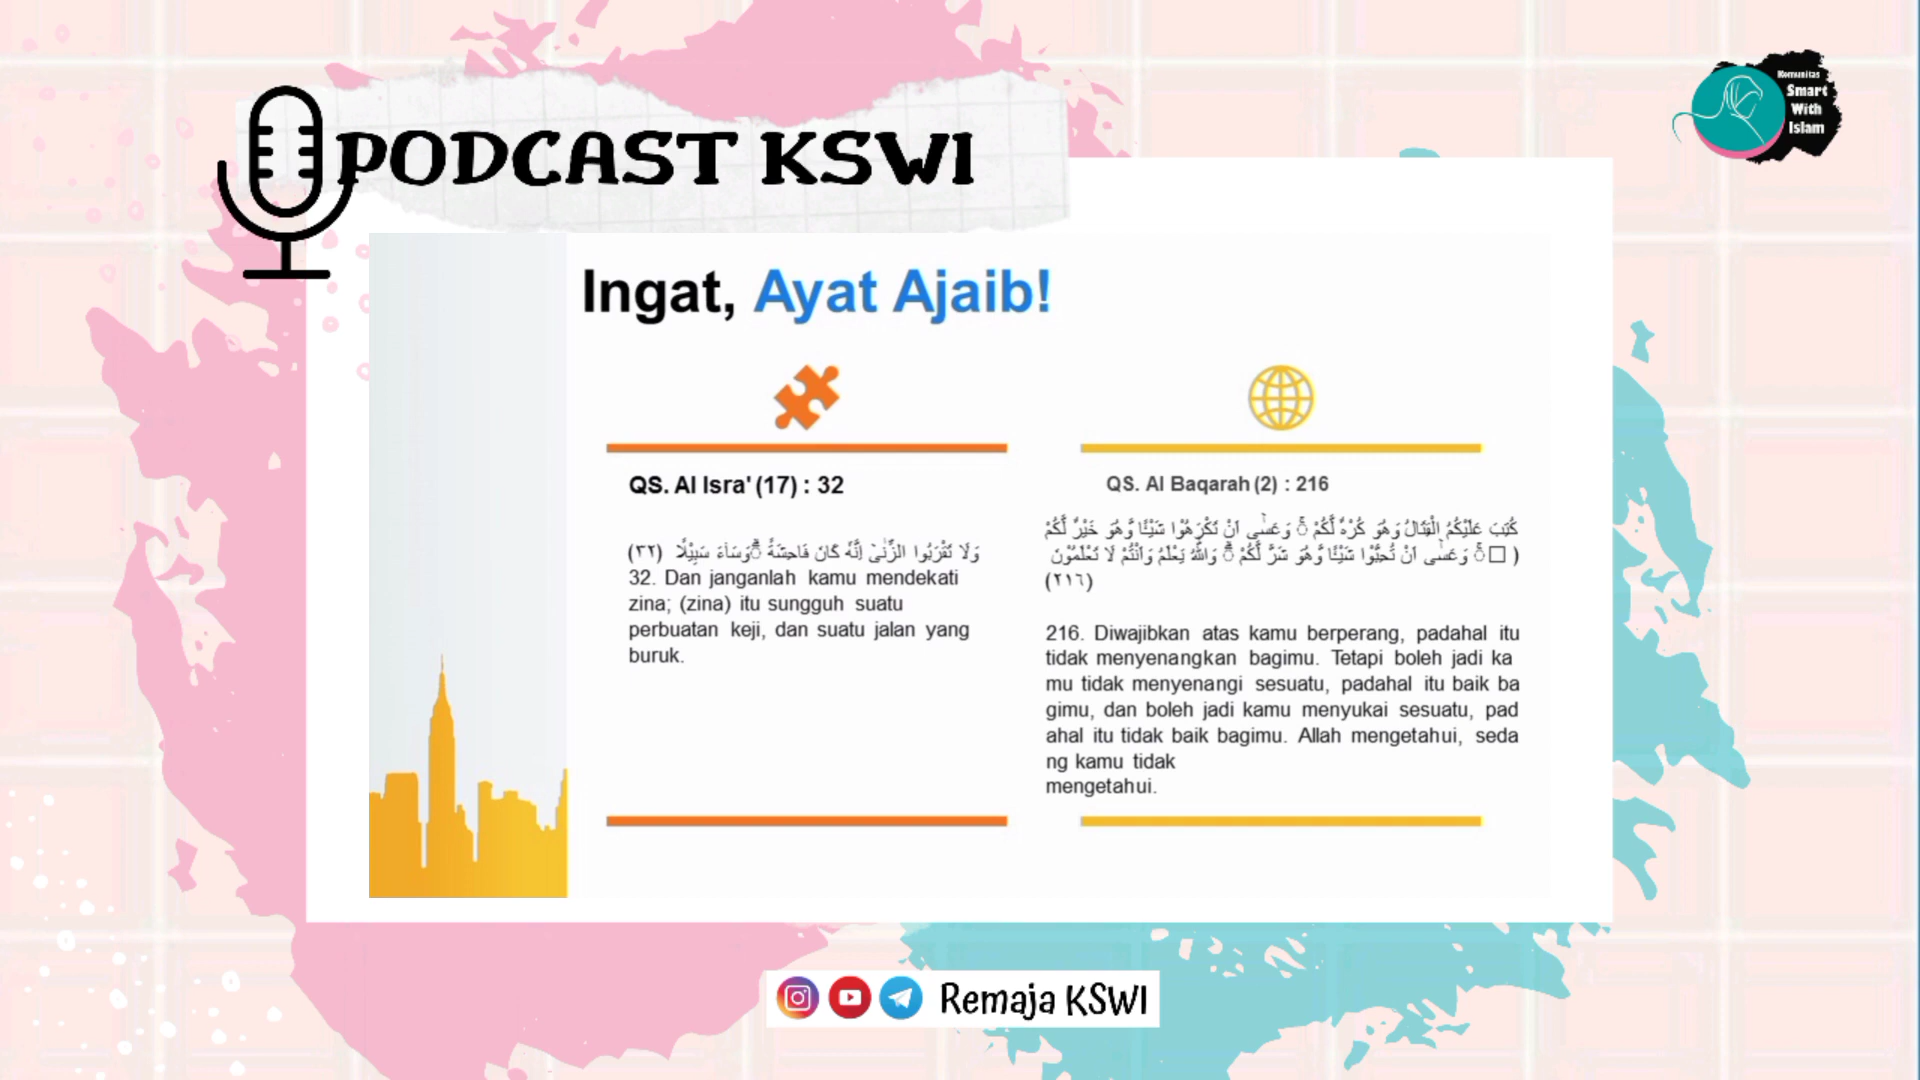 PODCAST KSWI
Komunitas
Smart
With
Islam
Ingat, Ayat Ajaib!
QS. Al Isra' (17) : 32
وَلَا تَقْرَبُوا الزِّنٰىٓ اِنَّهٗ كَانَ فَاحِشَةً ۗوَسَاۤءَ سَبِيْلًا (٣٢)
32. Dan janganlah kamu mendekati
zina; (zina) itu sungguh suatu
perbuatan keji, dan suatu jalan yang
buruk.
QS. Al Baqarah (2) : 216
كُتِبَ عَلَيْكُمُ الْقِتَالُ وَهُوَ كُرْهٌ لَّكُمْ ۚ وَعَسٰٓى اَنْ تَكْرَهُوْا شَيْـًٔا وَّهُوَ خَيْرٌ لَّكُمْ
ۚ وَعَسٰٓى اَنْ تُحِبُّوْا شَيْـًٔا وَّهُوَ شَرٌّ لَّكُمْ ۗ وَاللّٰهُ يَعْلَمُ وَاَنْتُمْ لَا تَعْلَمُوْنَ
(٢١٦)
216. Diwajibkan atas kamu berperang, padahal itu
tidak menyenangkan bagimu. Tetapi boleh jadi ka
mu tidak menyenangi sesuatu, padahal itu baik ba
gimu, dan boleh jadi kamu menyukai sesuatu, pad
ahal itu tidak baik bagimu. Allah mengetahui, seda
ng kamu tidak
mengetahui.
Remaja KSWI